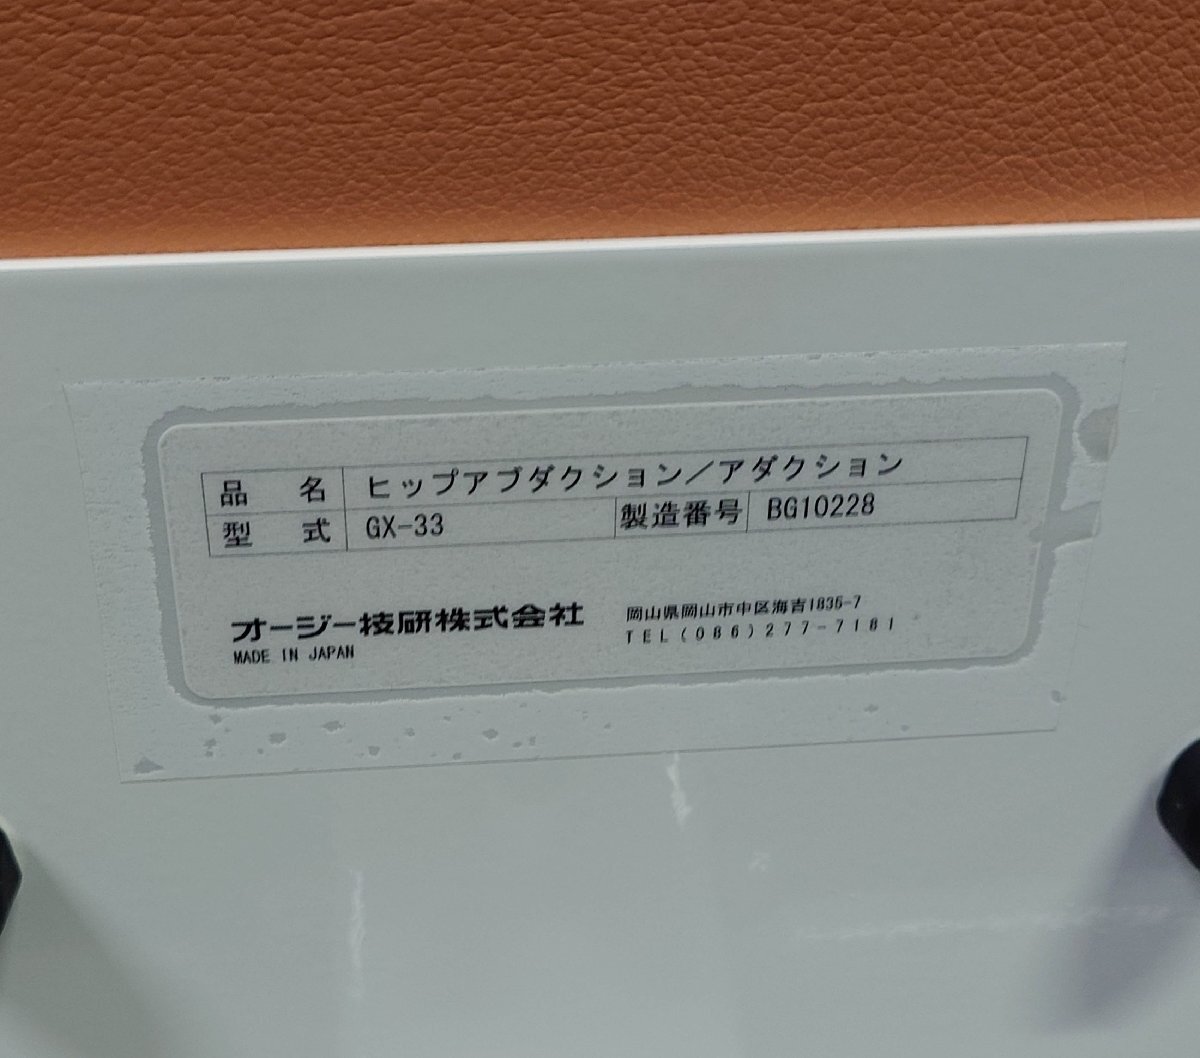 品 名 ヒップアブダクション/アダクション
型 式 GX-33 製造番号 BG10228
オージー技研株式会社
MADE IN JAPAN
岡山県岡山市中区海吉1835-7
TEL(086)277-7181